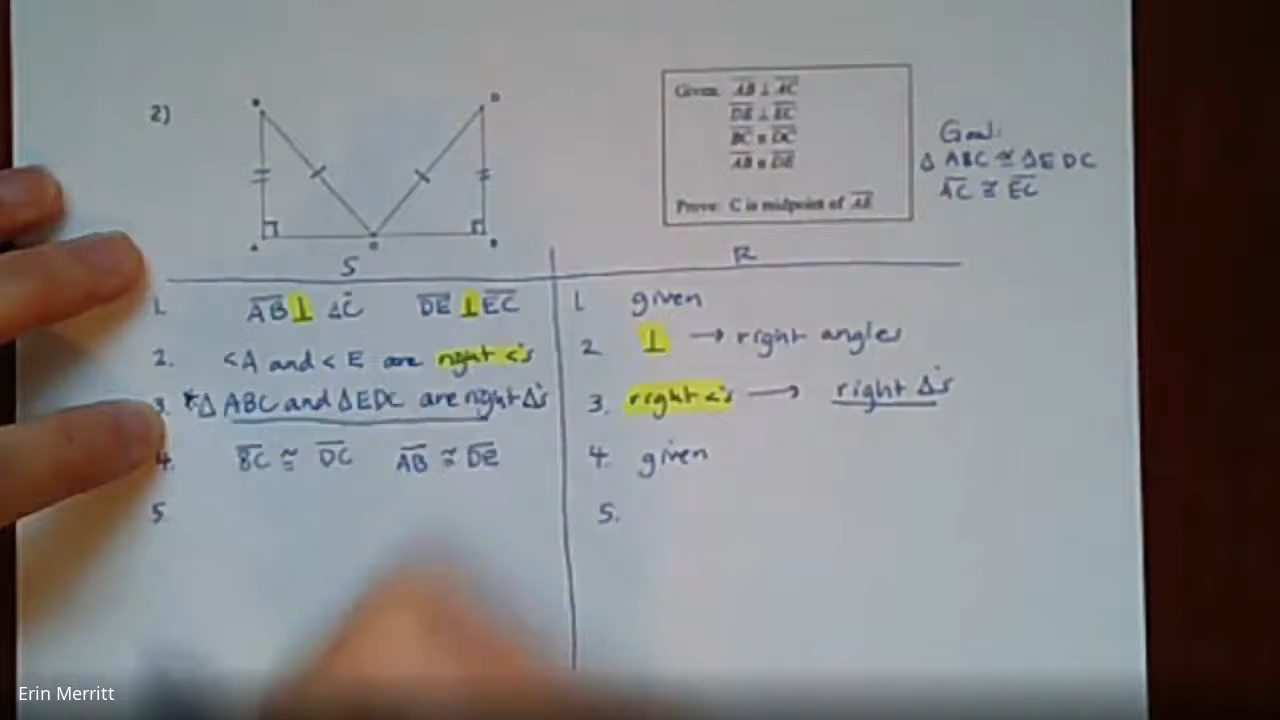 2)
B
D
A
C
E
Given: AB ⊥ AC
DE ⊥ EC
BC ≅ DC
AB ≅ DE
Prove: C is midpoint of AE
Goal:
Δ ABC ≅ Δ EDC
AC ≅ EC
S
R
1. AB ⊥ AC DE ⊥ EC
1. given
2. <A and <E are right <'s
2. ⊥ → right angles
*3. Δ ABC and Δ EDC are right Δ's
3. right <'s → right Δ's
4. BC ≅ DC AB ≅ DE
4. given
5.
5.
Erin Merritt